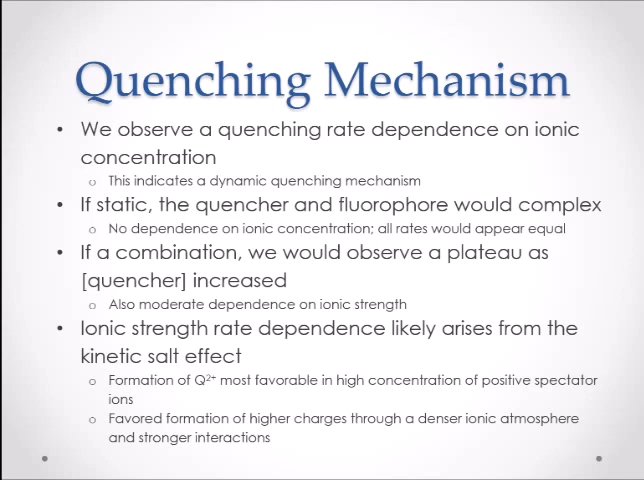 Quenching Mechanism
• We observe a quenching rate dependence on ionic
concentration
o This indicates a dynamic quenching mechanism
• If static, the quencher and fluorophore would complex
o No dependence on ionic concentration; all rates would appear equal
• If a combination, we would observe a plateau as
[quencher] increased
o Also moderate dependence on ionic strength
• Ionic strength rate dependence likely arises from the
kinetic salt effect
o Formation of Q²⁺ most favorable in high concentration of positive spectator
ions
o Favored formation of higher charges through a denser ionic atmosphere
and stronger interactions